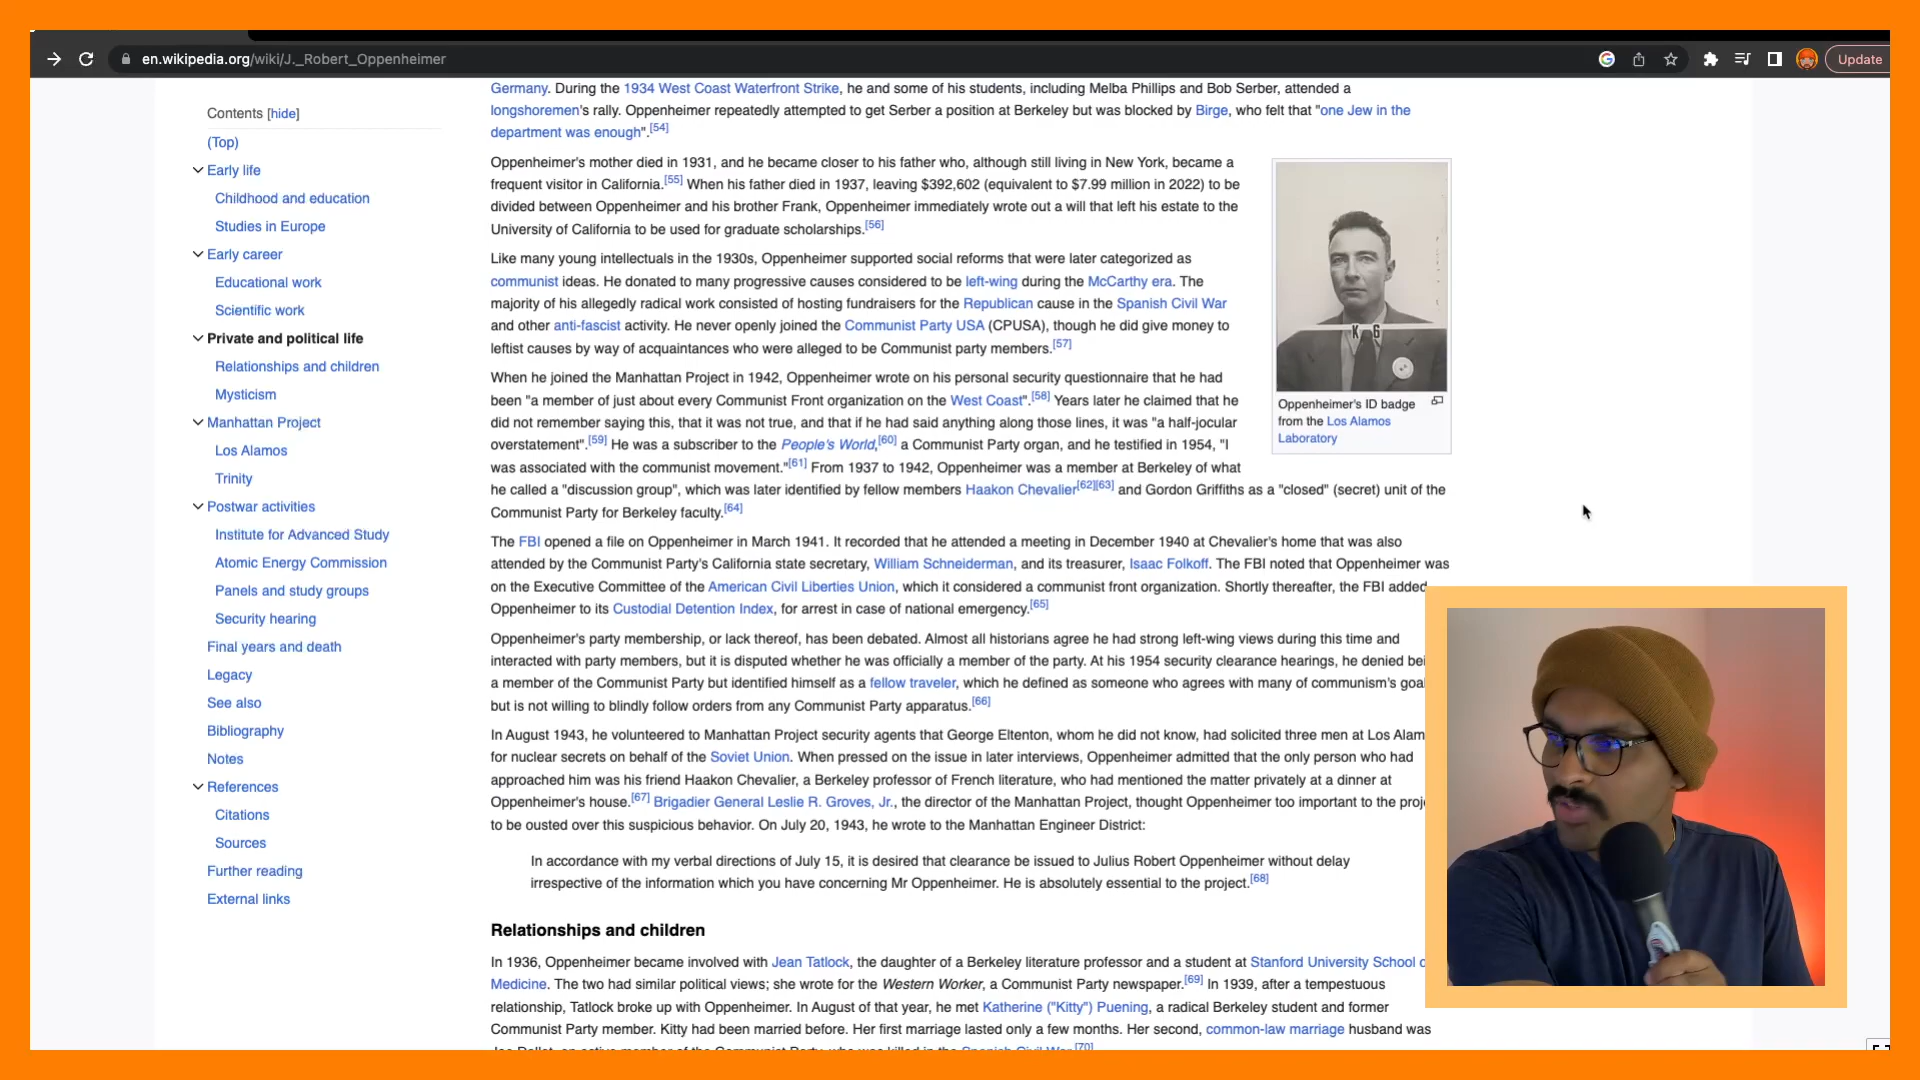 en.wikipedia.org/wiki/J._Robert_Oppenheimer
Update
Contents [hide]
(Top)
Early life
Childhood and education
Studies in Europe
Early career
Educational work
Scientific work
Private and political life
Relationships and children
Mysticism
Manhattan Project
Los Alamos
Trinity
Postwar activities
Institute for Advanced Study
Atomic Energy Commission
Panels and study groups
Security hearing
Final years and death
Legacy
See also
Bibliography
Notes
References
Citations
Sources
Further reading
External links
Germany. During the 1934 West Coast Waterfront Strike, he and some of his students, including Melba Phillips and Bob Serber, attended a
longshoremen's rally. Oppenheimer repeatedly attempted to get Serber a position at Berkeley but was blocked by Birge, who felt that "one Jew in the
department was enough".[54]
Oppenheimer's mother died in 1931, and he became closer to his father who, although still living in New York, became a
frequent visitor in California.[55] When his father died in 1937, leaving $392,602 (equivalent to $7.99 million in 2022) to be
divided between Oppenheimer and his brother Frank, Oppenheimer immediately wrote out a will that left his estate to the
University of California to be used for graduate scholarships.[56]
Like many young intellectuals in the 1930s, Oppenheimer supported social reforms that were later categorized as
communist ideas. He donated to many progressive causes considered to be left-wing during the McCarthy era. The
majority of his allegedly radical work consisted of hosting fundraisers for the Republican cause in the Spanish Civil War
and other anti-fascist activity. He never openly joined the Communist Party USA (CPUSA), though he did give money to
leftist causes by way of acquaintances who were alleged to be Communist party members.[57]
When he joined the Manhattan Project in 1942, Oppenheimer wrote on his personal security questionnaire that he had
been "a member of just about every Communist Front organization on the West Coast".[58] Years later he claimed that he
did not remember saying this, that it was not true, and that if he had said anything along those lines, it was "a half-jocular
overstatement".[59] He was a subscriber to the People's World,[60] a Communist Party organ, and he testified in 1954, "I
was associated with the communist movement."[61] From 1937 to 1942, Oppenheimer was a member at Berkeley of what
he called a "discussion group", which was later identified by fellow members Haakon Chevalier[62][63] and Gordon Griffiths as a "closed" (secret) unit of the
Communist Party for Berkeley faculty.[64]
K 6
Oppenheimer's ID badge
from the Los Alamos
Laboratory
The FBI opened a file on Oppenheimer in March 1941. It recorded that he attended a meeting in December 1940 at Chevalier's home that was also
attended by the Communist Party's California state secretary, William Schneiderman, and its treasurer, Isaac Folkoff. The FBI noted that Oppenheimer was
on the Executive Committee of the American Civil Liberties Union, which it considered a communist front organization. Shortly thereafter, the FBI added
Oppenheimer to its Custodial Detention Index, for arrest in case of national emergency.[65]
Oppenheimer's party membership, or lack thereof, has been debated. Almost all historians agree he had strong left-wing views during this time and
interacted with party members, but it is disputed whether he was officially a member of the party. At his 1954 security clearance hearings, he denied bei
a member of the Communist Party but identified himself as a fellow traveler, which he defined as someone who agrees with many of communism's goa
but is not willing to blindly follow orders from any Communist Party apparatus.[66]
In August 1943, he volunteered to Manhattan Project security agents that George Eltenton, whom he did not know, had solicited three men at Los Alam
for nuclear secrets on behalf of the Soviet Union. When pressed on the issue in later interviews, Oppenheimer admitted that the only person who had
approached him was his friend Haakon Chevalier, a Berkeley professor of French literature, who had mentioned the matter privately at a dinner at
Oppenheimer's house.[67] Brigadier General Leslie R. Groves, Jr., the director of the Manhattan Project, thought Oppenheimer too important to the proj
to be ousted over this suspicious behavior. On July 20, 1943, he wrote to the Manhattan Engineer District:
In accordance with my verbal directions of July 15, it is desired that clearance be issued to Julius Robert Oppenheimer without delay
irrespective of the information which you have concerning Mr Oppenheimer. He is absolutely essential to the project.[68]
Relationships and children
In 1936, Oppenheimer became involved with Jean Tatlock, the daughter of a Berkeley literature professor and a student at Stanford University School o
Medicine. The two had similar political views; she wrote for the Western Worker, a Communist Party newspaper.[69] In 1939, after a tempestuous
relationship, Tatlock broke up with Oppenheimer. In August of that year, he met Katherine ("Kitty") Puening, a radical Berkeley student and former
Communist Party member. Kitty had been married before. Her first marriage lasted only a few months. Her second, common-law marriage husband was